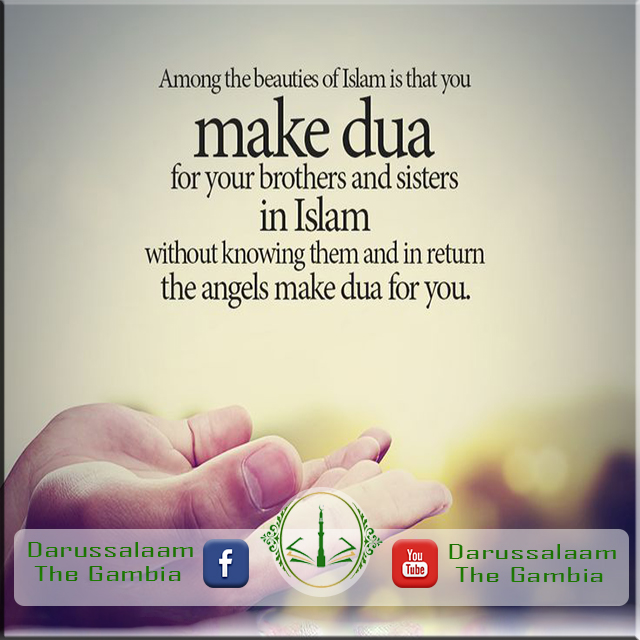 Among the beauties of Islam is that you
make dua
for your brothers and sisters
in Islam
without knowing them and in return
the angels make dua for you.
Darussalaam
The Gambia
f
You
Tube
Darussalaam
The Gambia